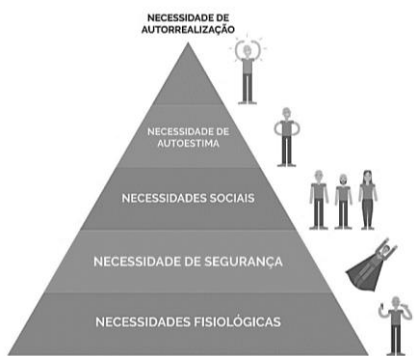 NECESSIDADE DE
AUTORREALIZAÇÃO
NECESSIDADE DE
AUTOESTIMA
NECESSIDADES SOCIAIS
NECESSIDADE DE SEGURANÇA
NECESSIDADES FISIOLÓGICAS